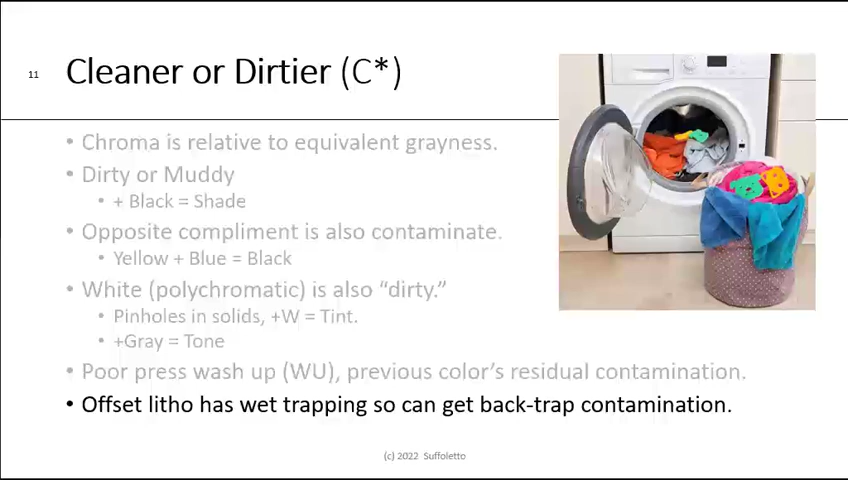 11
Cleaner or Dirtier (C*)
• Chroma is relative to equivalent grayness.
• Dirty or Muddy
• + Black = Shade
• Opposite compliment is also contaminate.
• Yellow + Blue = Black
• White (polychromatic) is also “dirty.”
• Pinholes in solids, +W = Tint.
• +Gray = Tone
• Poor press wash up (WU), previous color’s residual contamination.
• Offset litho has wet trapping so can get back-trap contamination.
(c) 2022 Suffoletto